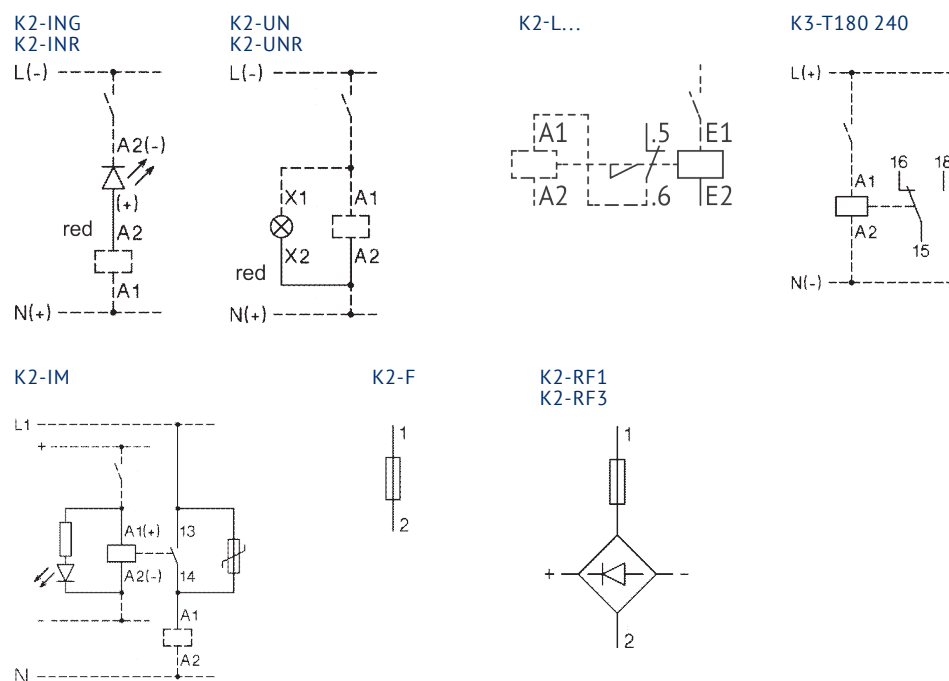 K2-ING
K2-INR
L(-)
A2(-)
(+)
red
A2
A1
N(+)
K2-UN
K2-UNR
L(-)
X1
A1
X2
A2
red
N(+)
K2-L...
A1
.5
E1
A2
.6
E2
K3-T180 240
L(+)
16
18
A1
A2
15
N(-)
K2-IM
L1
+
A1(+)
13
A2(-)
14
-
A1
A2
N
K2-F
1
2
K2-RF1
K2-RF3
1
+
-
2